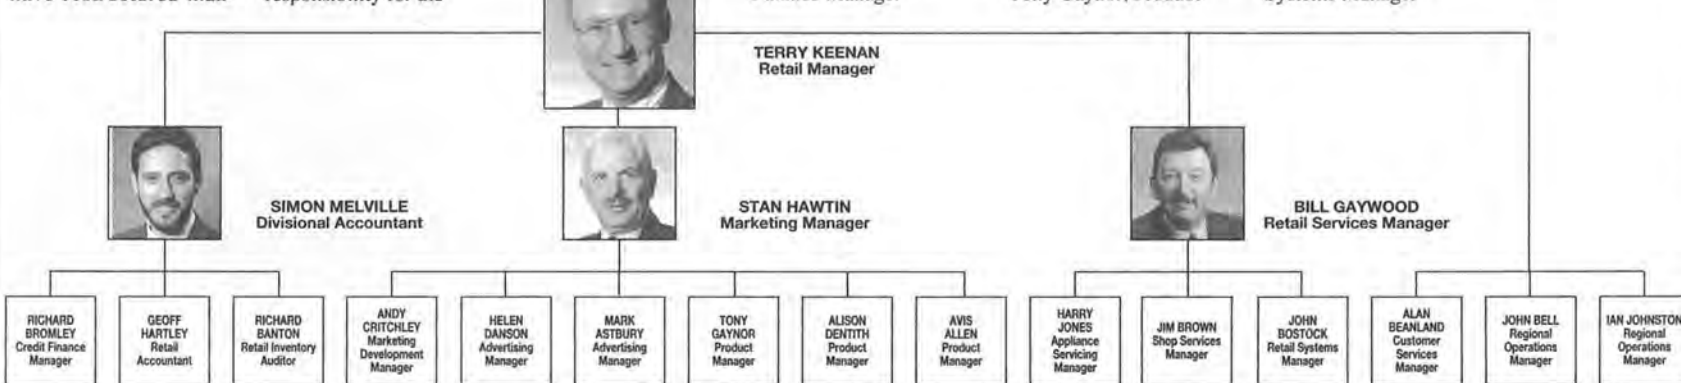 TERRY KEENAN
Retail Manager
SIMON MELVILLE
Divisional Accountant
STAN HAWTIN
Marketing Manager
BILL GAYWOOD
Retail Services Manager
RICHARD
BROMLEY
Credit Finance
Manager
GEOFF
HARTLEY
Retail
Accountant
RICHARD
BANTON
Retail Inventory
Auditor
ANDY
CRITCHLEY
Marketing
Development
Manager
HELEN
DANSON
Advertising
Manager
MARK
ASTBURY
Advertising
Manager
TONY
GAYNOR
Product
Manager
ALISON
DENTITH
Product
Manager
AVIS
ALLEN
Product
Manager
HARRY
JONES
Appliance
Servicing
Manager
JIM BROWN
Shop Services
Manager
JOHN
BOSTOCK
Retail Systems
Manager
ALAN
BEANLAND
Customer
Services
Manager
JOHN BELL
Regional
Operations
Manager
IAN JOHNSTON
Regional
Operations
Manager